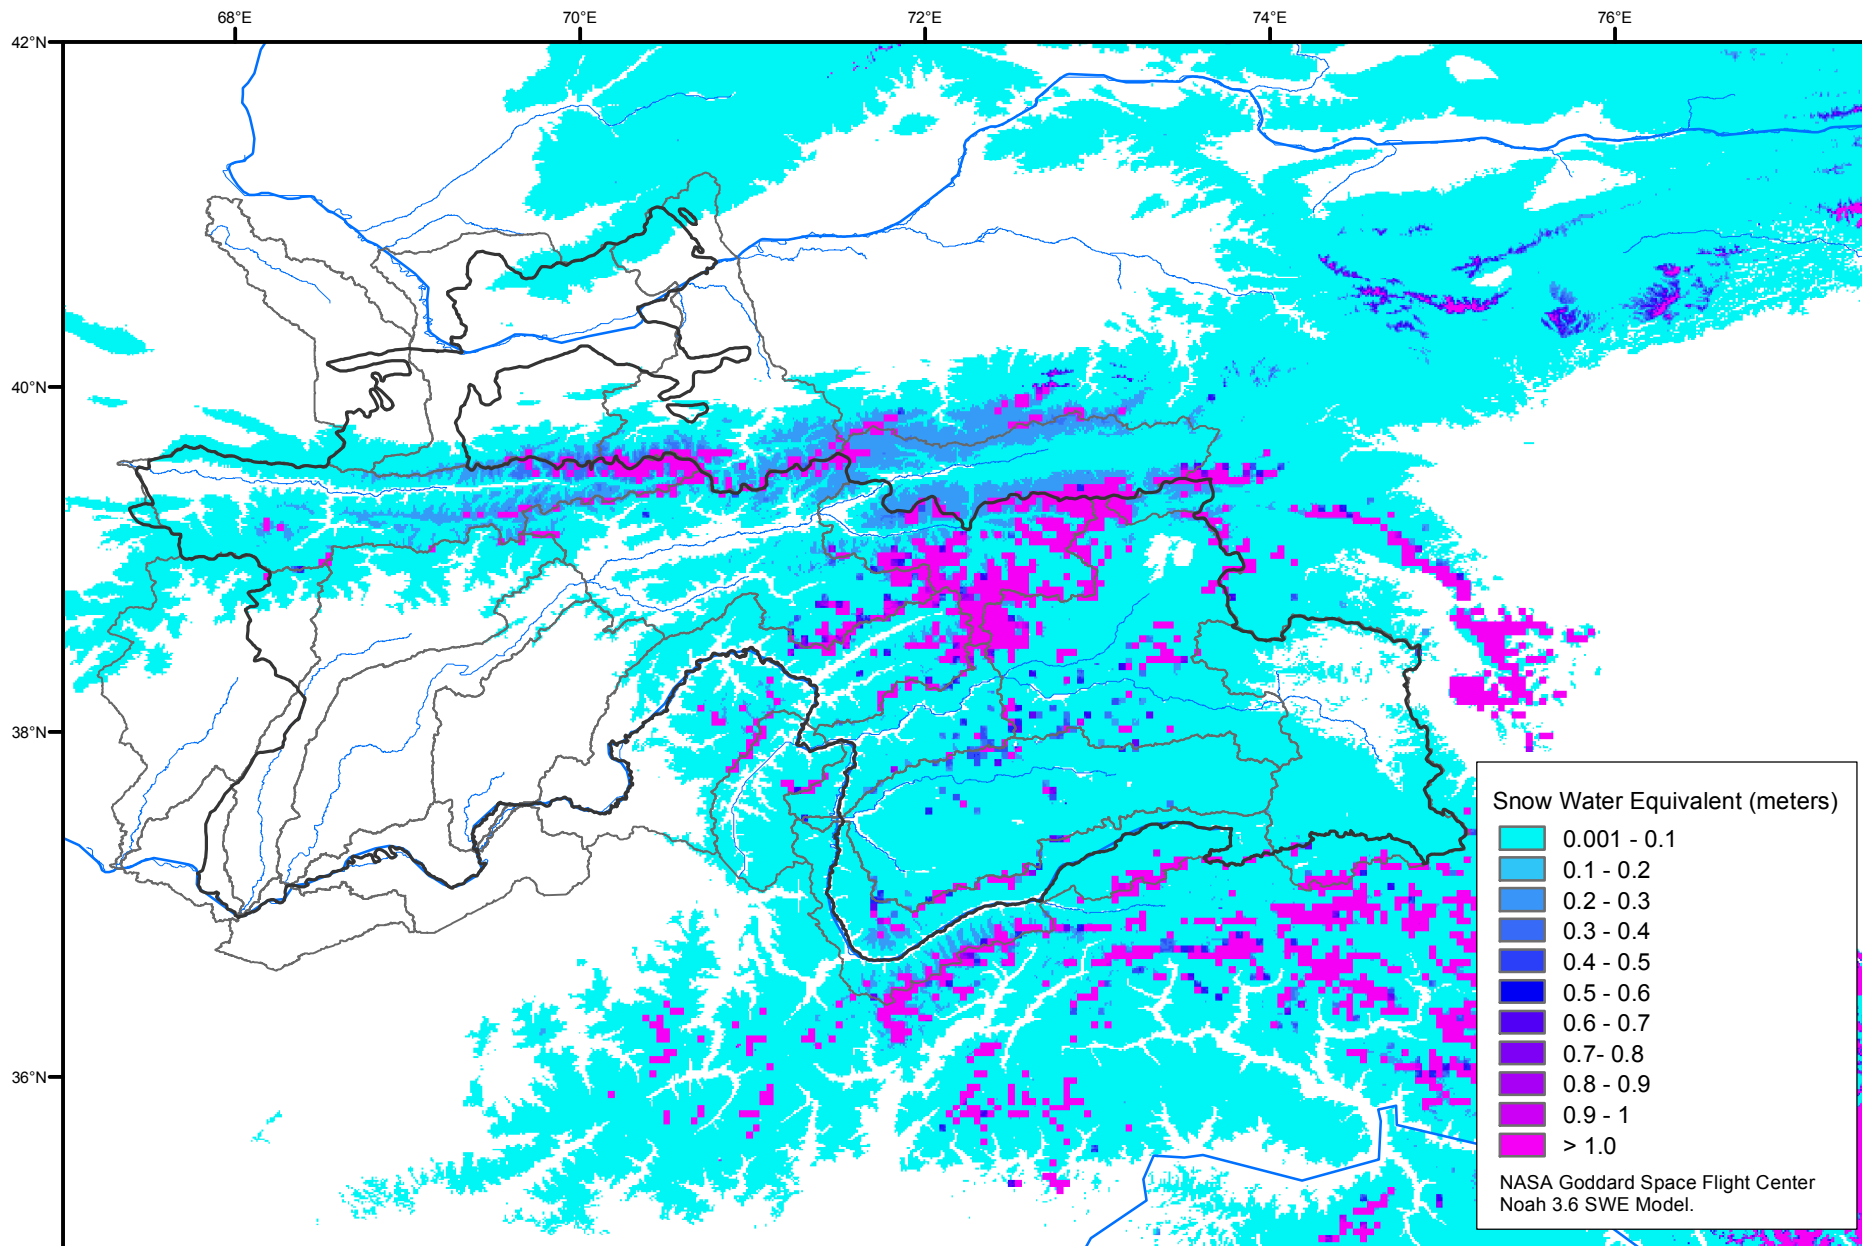 68°E
70°E
72°E
74°E
76°E
42°N
40°N
38°N
36°N
Snow Water Equivalent (meters)
0.001 - 0.1
0.1 - 0.2
0.2 - 0.3
0.3 - 0.4
0.4 - 0.5
0.5 - 0.6
0.6 - 0.7
0.7- 0.8
0.8 - 0.9
0.9 - 1
> 1.0
NASA Goddard Space Flight Center
Noah 3.6 SWE Model.